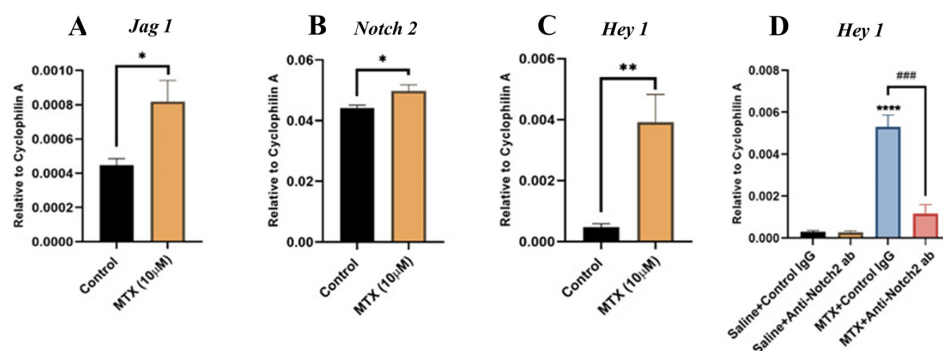 A Jag 1
*
Relative to Cyclophilin A
0.0010
0.0008
0.0006
0.0004
0.0002
0.0000
Control
MTX (10µM)
B Notch 2
*
Relative to Cyclophilin A
0.06
0.04
0.02
0.00
Control
MTX (10µM)
C Hey 1
**
Relative to Cyclophilin A
0.006
0.004
0.002
0.000
Control
MTX (10µM)
D Hey 1
###
****
Relative to Cyclophilin A
0.008
0.006
0.004
0.002
0.000
Saline+Control IgG
Saline+Anti-Notch2 ab
MTX+Control IgG
MTX+Anti-Notch2 ab